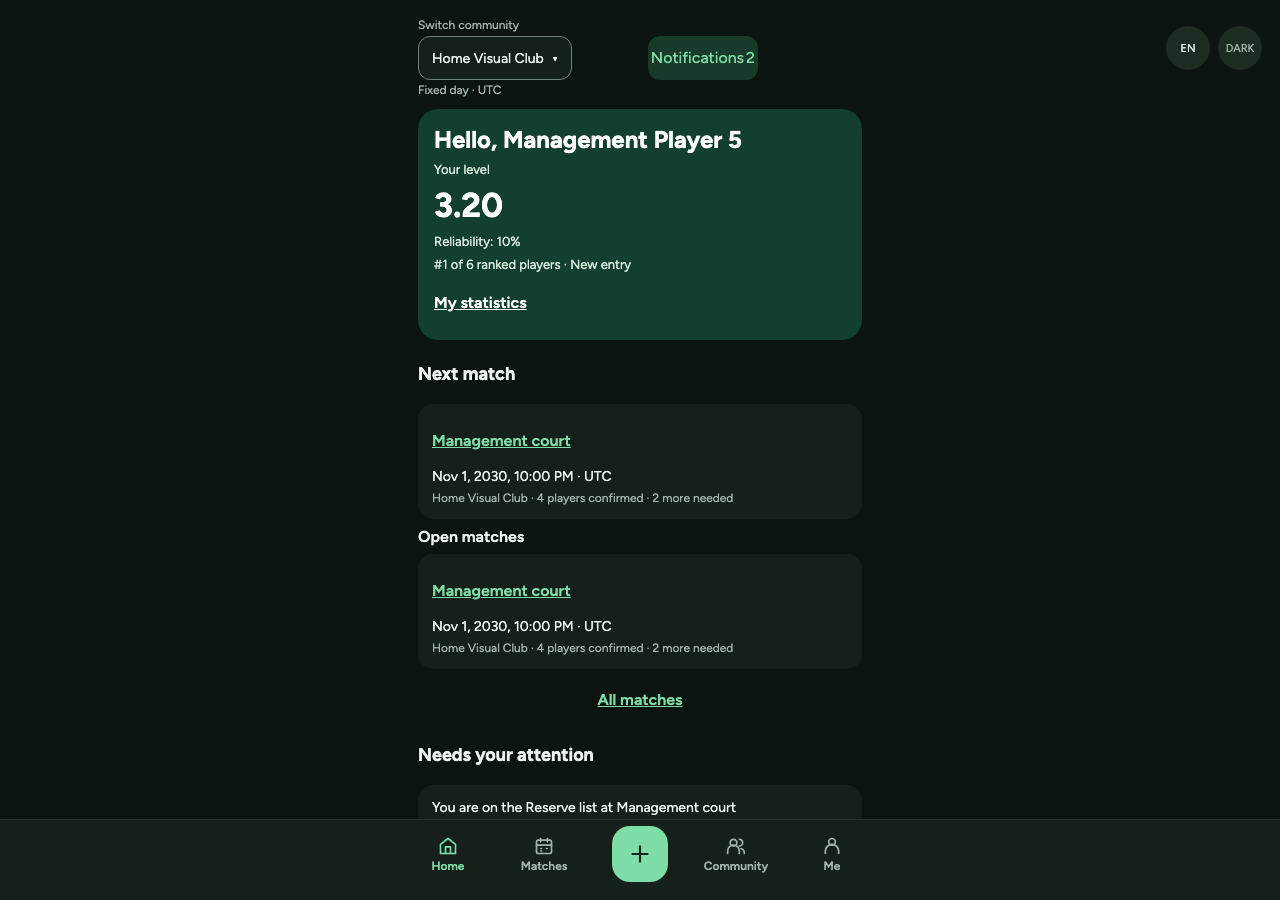 Switch community
Home Visual Club ▾
Notifications 2
EN
DARK
Fixed day · UTC
Hello, Management Player 5
Your level
3.20
Reliability: 10%
#1 of 6 ranked players · New entry
My statistics
Next match
Management court
Nov 1, 2030, 10:00 PM · UTC
Home Visual Club · 4 players confirmed · 2 more needed
Open matches
Management court
Nov 1, 2030, 10:00 PM · UTC
Home Visual Club · 4 players confirmed · 2 more needed
All matches
Needs your attention
You are on the Reserve list at Management court
Home
Matches
Community
Me